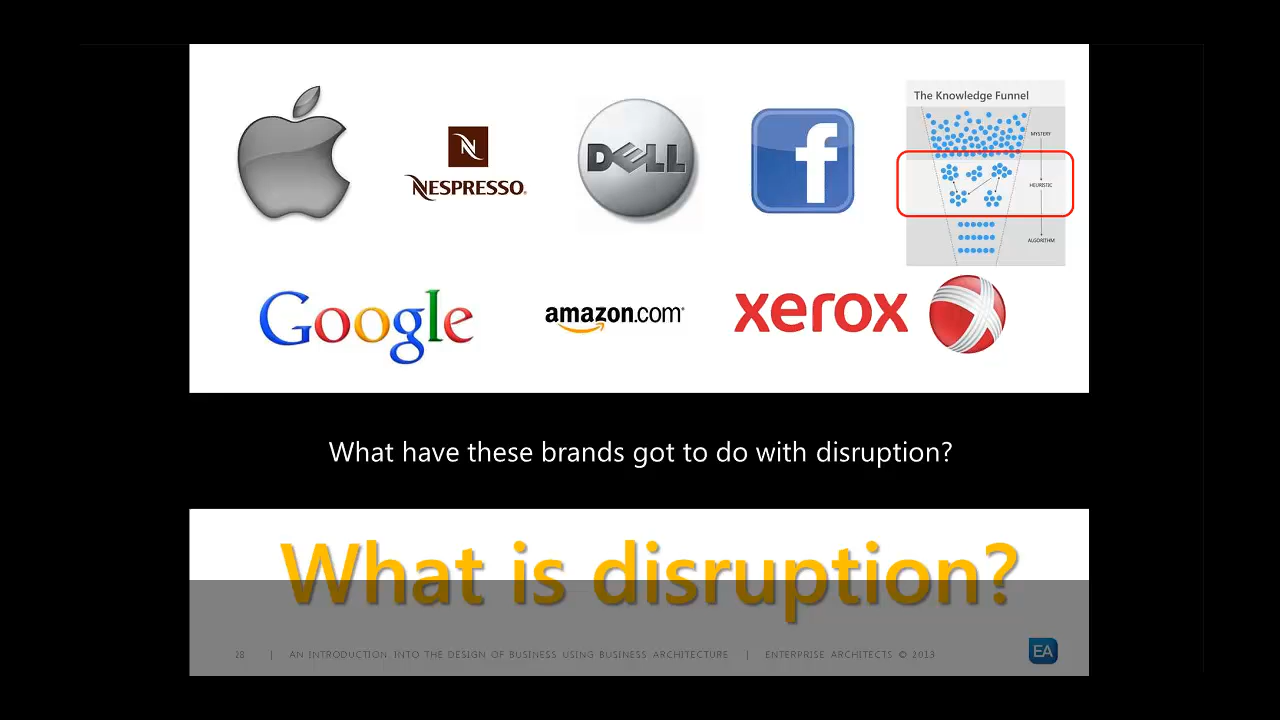 The Knowledge Funnel
MYSTERY
HEURISTIC
ALGORITHM
N
NESPRESSO®
DELL
f
Google
amazon.com®
xerox
What have these brands got to do with disruption?
What is disruption?
28 | AN INTRODUCTION INTO THE DESIGN OF BUSINESS USING BUSINESS ARCHITECTURE | ENTERPRISE ARCHITECTS © 2013
EA